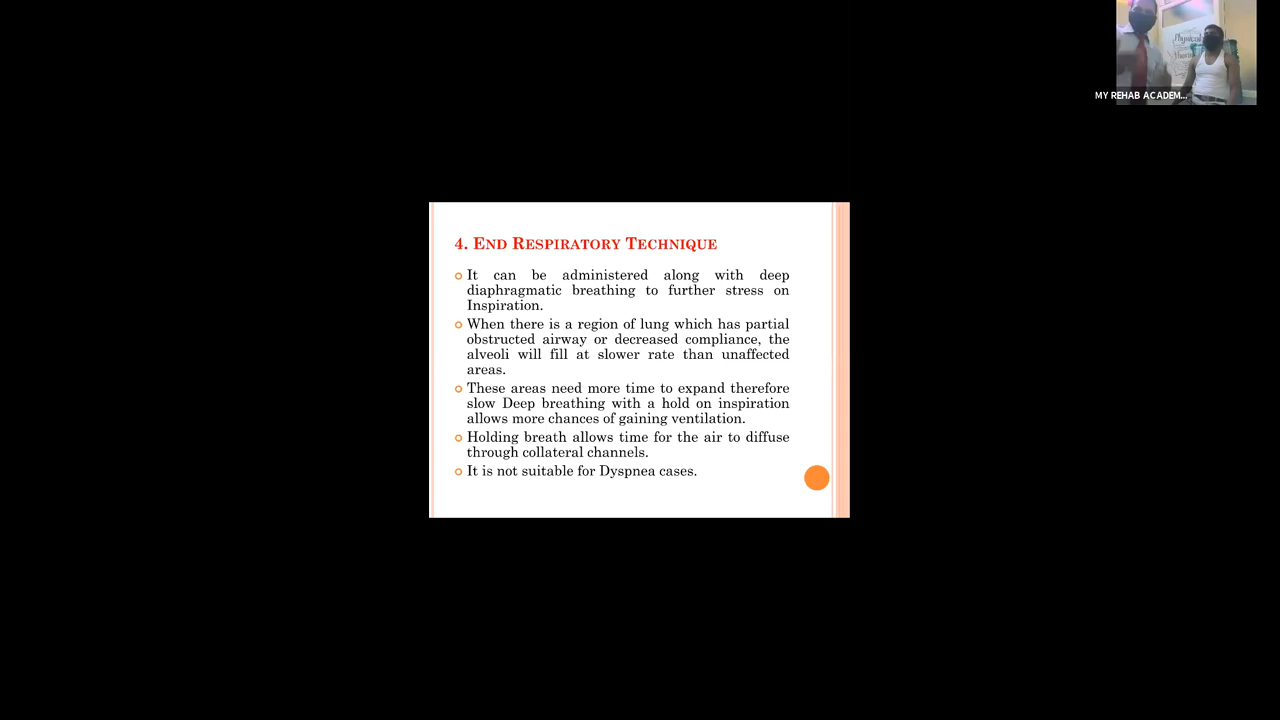 MY REHAB ACADEM...
4. END RESPIRATORY TECHNIQUE
It can be administered along with deep
diaphragmatic breathing to further stress on
Inspiration.
When there is a region of lung which has partial
obstructed airway or decreased compliance, the
alveoli will fill at slower rate than unaffected
areas.
These areas need more time to expand therefore
slow Deep breathing with a hold on inspiration
allows more chances of gaining ventilation.
Holding breath allows time for the air to diffuse
through collateral channels.
It is not suitable for Dyspnea cases.